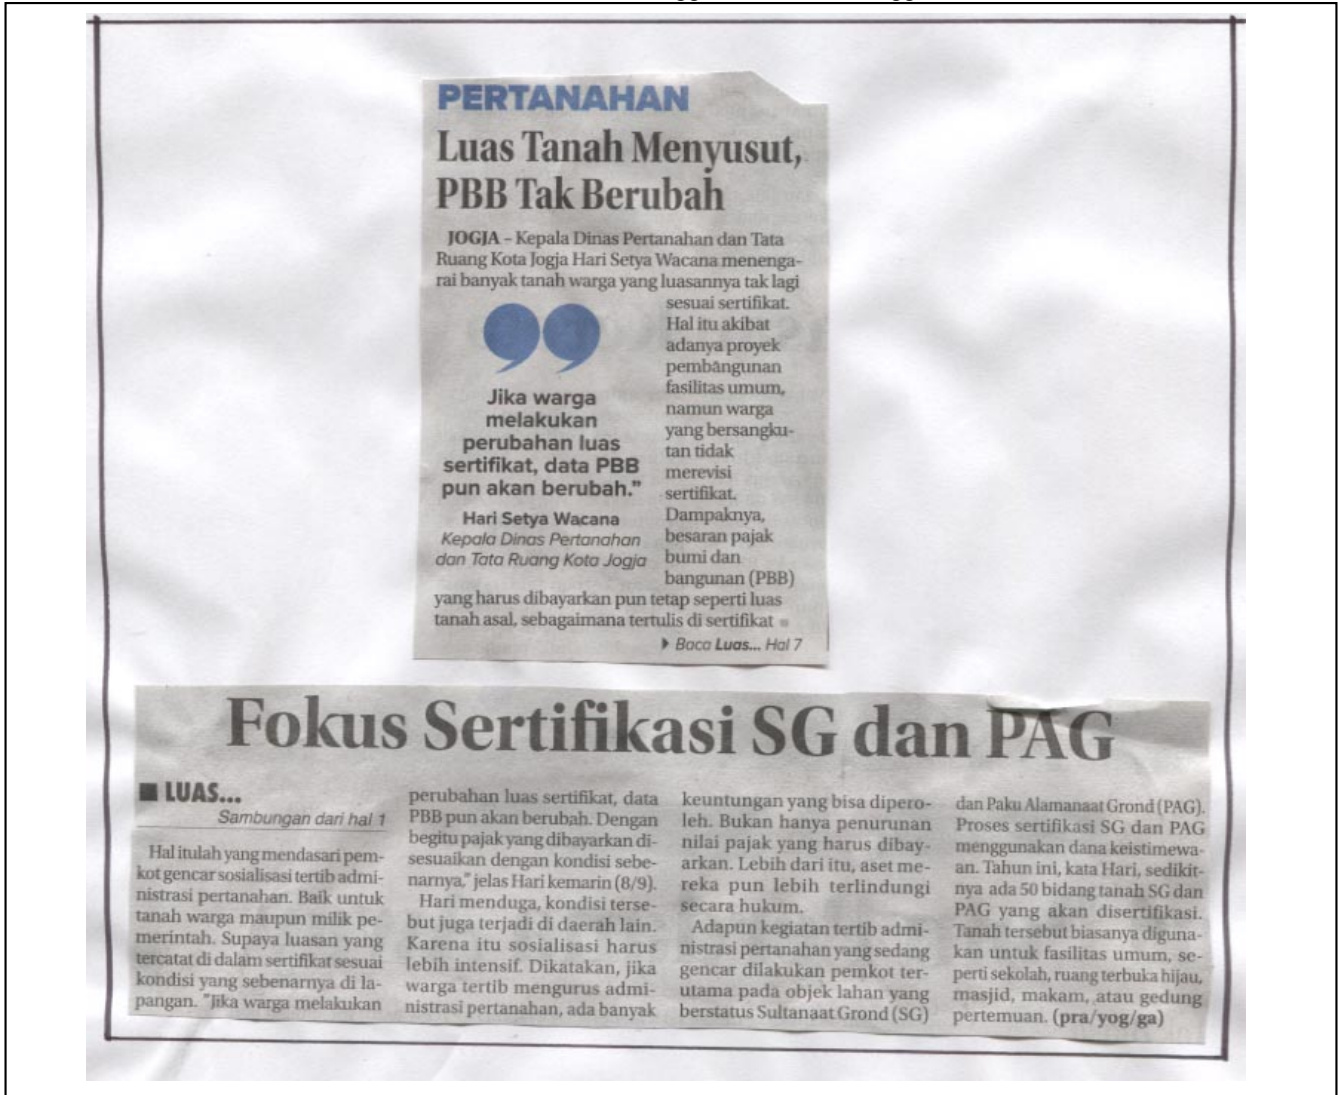 PERTANAHAN
Luas Tanah Menyusut,
PBB Tak Berubah
JOGJA – Kepala Dinas Pertanahan dan Tata
Ruang Kota Jogja Hari Setya Wacana menenga-
rai banyak tanah warga yang luasannya tak lagi
sesuai sertifikat.
Hal itu akibat
adanya proyek
pembangunan
fasilitas umum,
namun warga
yang bersangku-
tan tidak
merevisi
sertifikat.
Dampaknya,
besaran pajak
bumi dan
bangunan (PBB)
yang harus dibayarkan pun tetap seperti luas
tanah asal, sebagaimana tertulis di sertifikat
Jika warga
melakukan
perubahan luas
sertifikat, data PBB
pun akan berubah.”
Hari Setya Wacana
Kepala Dinas Pertanahan
dan Tata Ruang Kota Jogja
Baca Luas... Hal 7
Fokus Sertifikasi SG dan PAG
LUAS...
Sambungan dari hal 1
Hal itulah yang mendasari pem-
kot gencar sosialisasi tertib admi-
nistrasi pertanahan. Baik untuk
tanah warga maupun milik pe-
merintah. Supaya luasan yang
tercatat di dalam sertifikat sesuai
kondisi yang sebenarnya di la-
pangan. ”Jika warga melakukan
perubahan luas sertifikat, data
PBB pun akan berubah. Dengan
begitu pajak yang dibayarkan di-
sesuaikan dengan kondisi sebe-
narnya,” jelas Hari kemarin (8/9).
Hari menduga, kondisi terse-
but juga terjadi di daerah lain.
Karena itu sosialisasi harus
lebih intensif. Dikatakan, jika
warga tertib mengurus admi-
nistrasi pertanahan, ada banyak
keuntungan yang bisa dipero-
leh. Bukan hanya penurunan
nilai pajak yang harus dibay-
arkan. Lebih dari itu, aset me-
reka pun lebih terlindungi
secara hukum.
Adapun kegiatan tertib admi-
nistrasi pertanahan yang sedang
gencar dilakukan pemkot ter-
utama pada objek lahan yang
berstatus Sultanaat Grond (SG)
dan Paku Alamanaat Grond (PAG).
Proses sertifikasi SG dan PAG
menggunakan dana keistimewa-
an. Tahun ini, kata Hari, sedikit-
nya ada 50 bidang tanah SG dan
PAG yang akan disertifikasi.
Tanah tersebut biasanya diguna-
kan untuk fasilitas umum, se-
perti sekolah, ruang terbuka hijau,
masjid, makam, atau gedung
pertemuan. (pra/yog/ga)